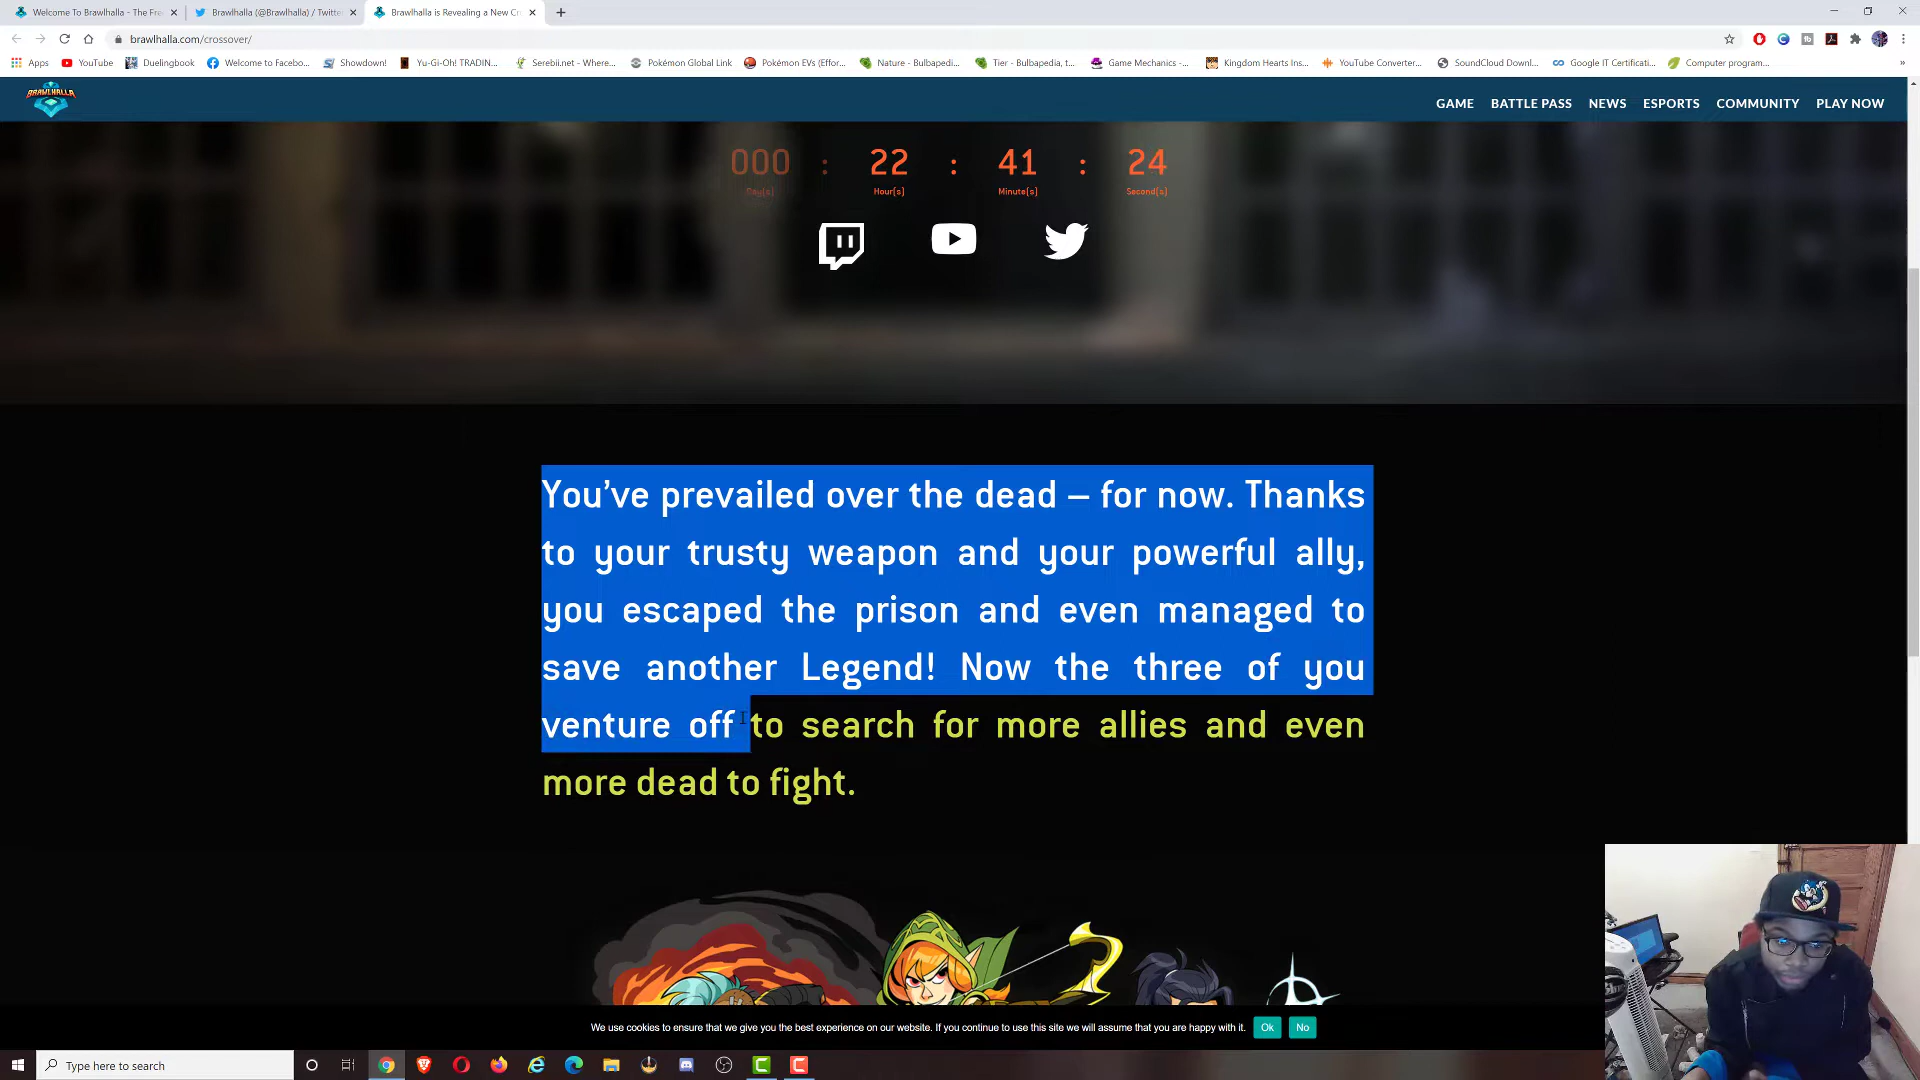 Welcome To Brawlhalla - The Fre
Brawlhalla (@Brawlhalla) / Twitte
Brawlhalla is Revealing a New Cr
brawlhalla.com/crossover/
Apps
YouTube
Duelingbook
Welcome to Facebo...
Showdown!
Yu-Gi-Oh! TRADIN...
Serebii.net - Where...
Pokémon Global Link
Pokémon EVs (Effor...
Nature - Bulbapedi...
Tier - Bulbapedia, t...
Game Mechanics -...
Kingdom Hearts Ins...
YouTube Converter...
SoundCloud Downl...
Google IT Certificati...
Computer program...
»
BRAWLHALLA
GAME
BATTLE PASS
NEWS
ESPORTS
COMMUNITY
PLAY NOW
000 : 22 : 41 : 24
Day(s) Hour(s) Minute(s) Second(s)
You've prevailed over the dead – for now. Thanks
to your trusty weapon and your powerful ally,
you escaped the prison and even managed to
save another Legend! Now the three of you
venture off to search for more allies and even
more dead to fight.
We use cookies to ensure that we give you the best experience on our website. If you continue to use this site we will assume that you are happy with it.
Ok
No
Type here to search